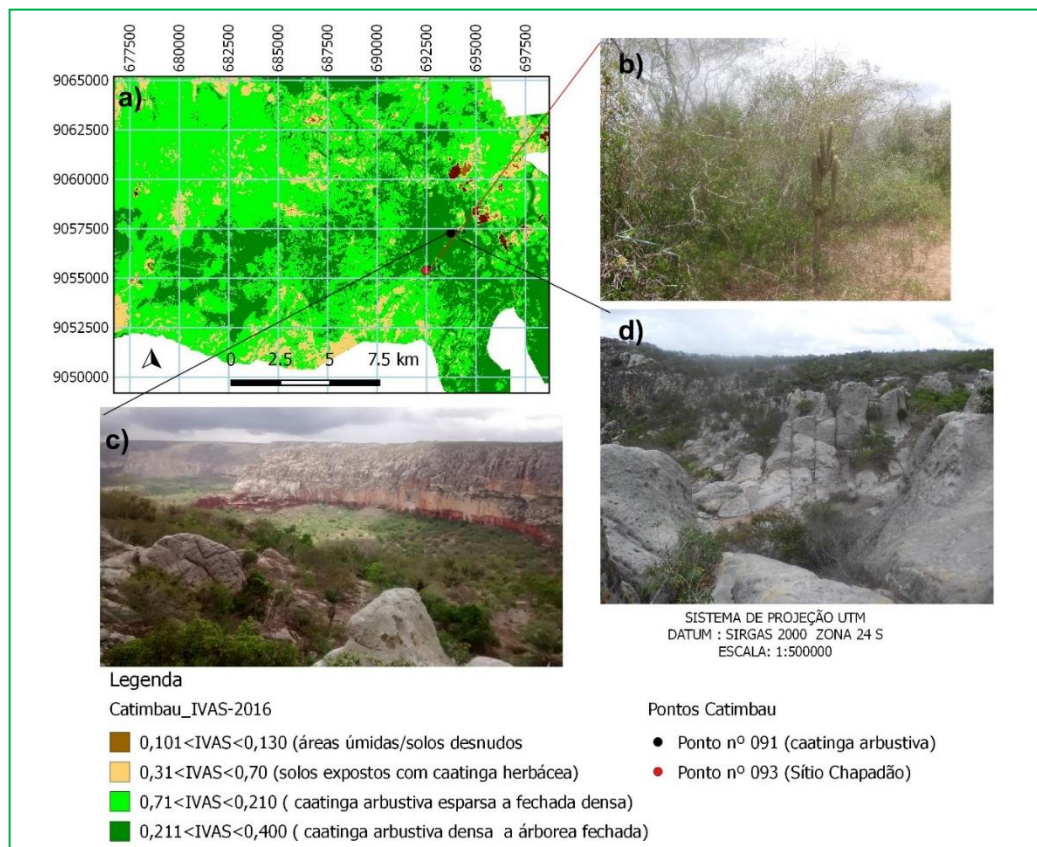 677500
680000
682500
685000
687500
690000
692500
695000
697500
9065000
9062500
9060000
9057500
9055000
9052500
9050000
a)
0 2.5 5 7.5 km
b)
c)
d)
SISTEMA DE PROJEÇÃO UTM
DATUM : SIRGAS 2000 ZONA 24 S
ESCALA: 1:500000
Legenda
Catimbau_IVAS-2016
0,101<IVAS<0,130 (áreas úmidas/solos desnudos
0,31<IVAS<0,70 (solos expostos com caatinga herbácea)
0,71<IVAS<0,210 ( caatinga arbustiva esparsa a fechada densa)
0,211<IVAS<0,400 ( caatinga arbustiva densa a árborea fechada)
Pontos Catimbau
Ponto nº 091 (caatinga arbustiva)
Ponto nº 093 (Sítio Chapadão)